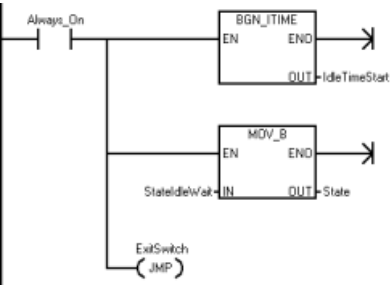 Always_On
BGN_ITIME
EN ENO
OUT IdleTimeStart
MOV_B
EN ENO
StateIdleWait IN OUT State
ExitSwitch
JMP